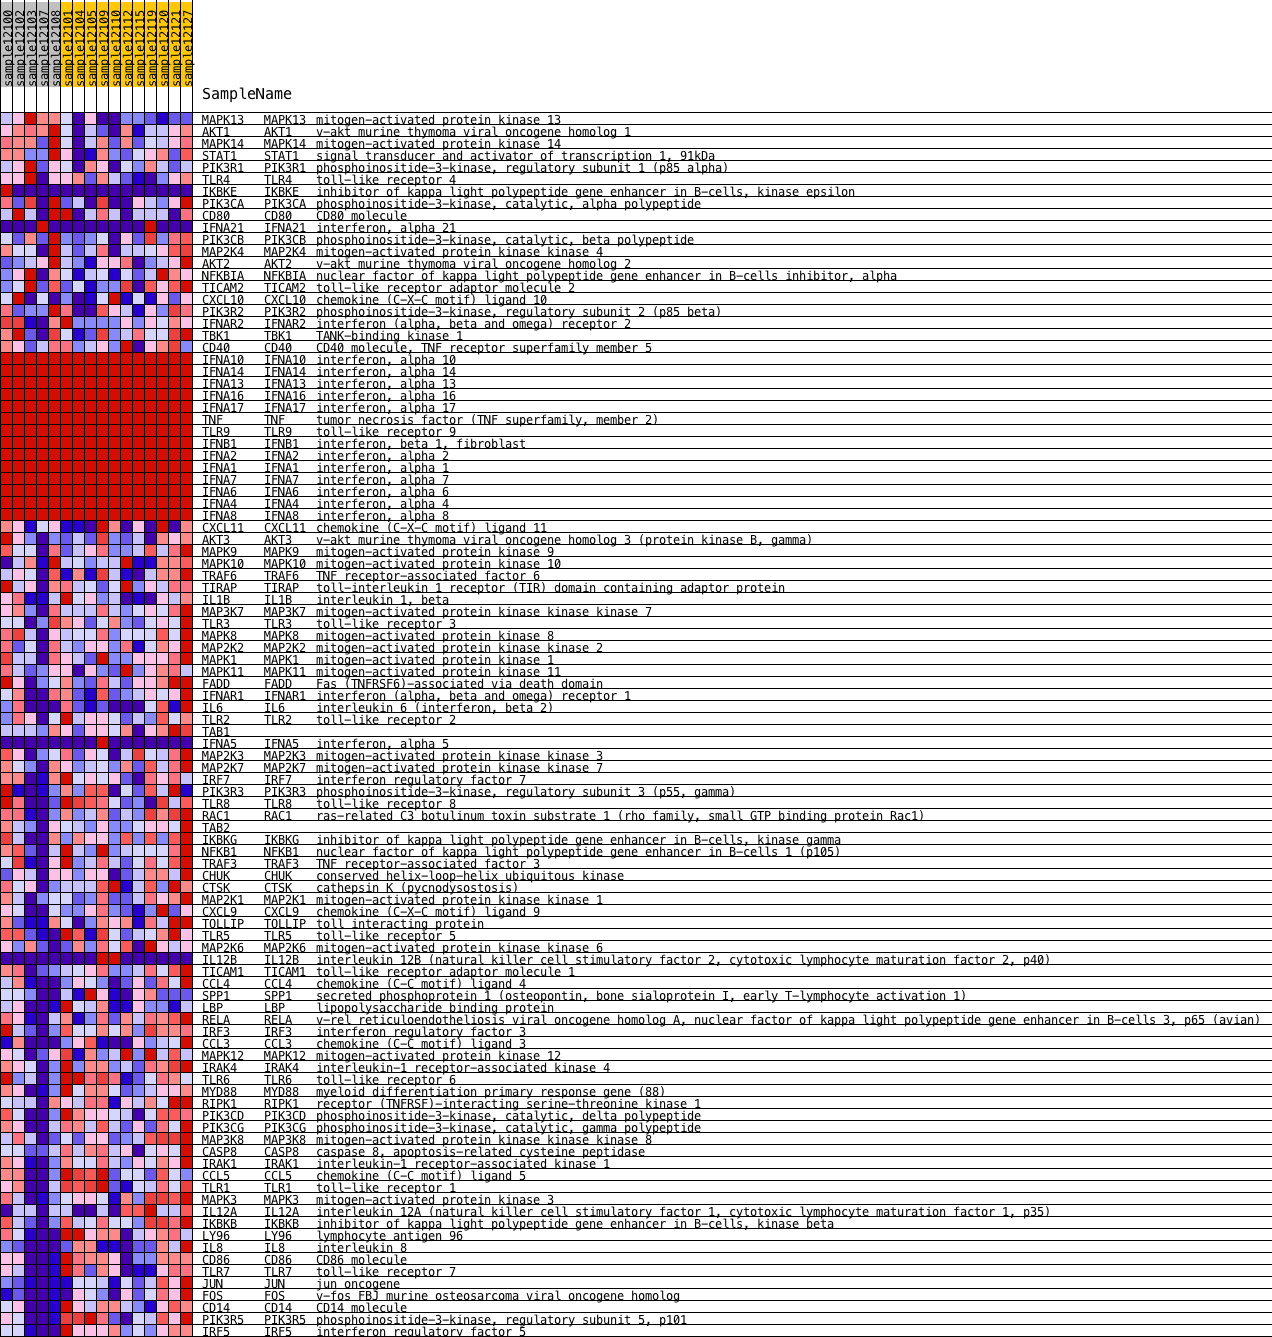 sample12100
sample12102
sample12103
sample12107
sample12108
sample12101
sample12104
sample12105
sample12109
sample12110
sample12112
sample12115
sample12119
sample12120
sample12121
sample12127
SampleName
MAPK13 MAPK13 mitogen-activated protein kinase 13
AKT1 AKT1 v-akt murine thymoma viral oncogene homolog 1
MAPK14 MAPK14 mitogen-activated protein kinase 14
STAT1 STAT1 signal transducer and activator of transcription 1, 91kDa
PIK3R1 PIK3R1 phosphoinositide-3-kinase, regulatory subunit 1 (p85 alpha)
TLR4 TLR4 toll-like receptor 4
IKBKE IKBKE inhibitor of kappa light polypeptide gene enhancer in B-cells, kinase epsilon
PIK3CA PIK3CA phosphoinositide-3-kinase, catalytic, alpha polypeptide
CD80 CD80 CD80 molecule
IFNA21 IFNA21 interferon, alpha 21
PIK3CB PIK3CB phosphoinositide-3-kinase, catalytic, beta polypeptide
MAP2K4 MAP2K4 mitogen-activated protein kinase kinase 4
AKT2 AKT2 v-akt murine thymoma viral oncogene homolog 2
NFKBIA NFKBIA nuclear factor of kappa light polypeptide gene enhancer in B-cells inhibitor, alpha
TICAM2 TICAM2 toll-like receptor adaptor molecule 2
CXCL10 CXCL10 chemokine (C-X-C motif) ligand 10
PIK3R2 PIK3R2 phosphoinositide-3-kinase, regulatory subunit 2 (p85 beta)
IFNAR2 IFNAR2 interferon (alpha, beta and omega) receptor 2
TBK1 TBK1 TANK-binding kinase 1
CD40 CD40 CD40 molecule, TNF receptor superfamily member 5
IFNA10 IFNA10 interferon, alpha 10
IFNA14 IFNA14 interferon, alpha 14
IFNA13 IFNA13 interferon, alpha 13
IFNA16 IFNA16 interferon, alpha 16
IFNA17 IFNA17 interferon, alpha 17
TNF TNF tumor necrosis factor (TNF superfamily, member 2)
TLR9 TLR9 toll-like receptor 9
IFNB1 IFNB1 interferon, beta 1, fibroblast
IFNA2 IFNA2 interferon, alpha 2
IFNA1 IFNA1 interferon, alpha 1
IFNA7 IFNA7 interferon, alpha 7
IFNA6 IFNA6 interferon, alpha 6
IFNA4 IFNA4 interferon, alpha 4
IFNA8 IFNA8 interferon, alpha 8
CXCL11 CXCL11 chemokine (C-X-C motif) ligand 11
AKT3 AKT3 v-akt murine thymoma viral oncogene homolog 3 (protein kinase B, gamma)
MAPK9 MAPK9 mitogen-activated protein kinase 9
MAPK10 MAPK10 mitogen-activated protein kinase 10
TRAF6 TRAF6 TNF receptor-associated factor 6
TIRAP TIRAP toll-interleukin 1 receptor (TIR) domain containing adaptor protein
IL1B IL1B interleukin 1, beta
MAP3K7 MAP3K7 mitogen-activated protein kinase kinase kinase 7
TLR3 TLR3 toll-like receptor 3
MAPK8 MAPK8 mitogen-activated protein kinase 8
MAP2K2 MAP2K2 mitogen-activated protein kinase kinase 2
MAPK1 MAPK1 mitogen-activated protein kinase 1
MAPK11 MAPK11 mitogen-activated protein kinase 11
FADD FADD Fas (TNFRSF6)-associated via death domain
IFNAR1 IFNAR1 interferon (alpha, beta and omega) receptor 1
IL6 IL6 interleukin 6 (interferon, beta 2)
TLR2 TLR2 toll-like receptor 2
TAB1
IFNA5 IFNA5 interferon, alpha 5
MAP2K3 MAP2K3 mitogen-activated protein kinase kinase 3
MAP2K7 MAP2K7 mitogen-activated protein kinase kinase 7
IRF7 IRF7 interferon regulatory factor 7
PIK3R3 PIK3R3 phosphoinositide-3-kinase, regulatory subunit 3 (p55, gamma)
TLR8 TLR8 toll-like receptor 8
RAC1 RAC1 ras-related C3 botulinum toxin substrate 1 (rho family, small GTP binding protein Rac1)
TAB2
IKBKG IKBKG inhibitor of kappa light polypeptide gene enhancer in B-cells, kinase gamma
NFKB1 NFKB1 nuclear factor of kappa light polypeptide gene enhancer in B-cells 1 (p105)
TRAF3 TRAF3 TNF receptor-associated factor 3
CHUK CHUK conserved helix-loop-helix ubiquitous kinase
CTSK CTSK cathepsin K (pycnodysostosis)
MAP2K1 MAP2K1 mitogen-activated protein kinase kinase 1
CXCL9 CXCL9 chemokine (C-X-C motif) ligand 9
TOLLIP TOLLIP toll interacting protein
TLR5 TLR5 toll-like receptor 5
MAP2K6 MAP2K6 mitogen-activated protein kinase kinase 6
IL12B IL12B interleukin 12B (natural killer cell stimulatory factor 2, cytotoxic lymphocyte maturation factor 2, p40)
TICAM1 TICAM1 toll-like receptor adaptor molecule 1
CCL4 CCL4 chemokine (C-C motif) ligand 4
SPP1 SPP1 secreted phosphoprotein 1 (osteopontin, bone sialoprotein I, early T-lymphocyte activation 1)
LBP LBP lipopolysaccharide binding protein
RELA RELA v-rel reticuloendotheliosis viral oncogene homolog A, nuclear factor of kappa light polypeptide gene enhancer in B-cells 3, p65 (avian)
IRF3 IRF3 interferon regulatory factor 3
CCL3 CCL3 chemokine (C-C motif) ligand 3
MAPK12 MAPK12 mitogen-activated protein kinase 12
IRAK4 IRAK4 interleukin-1 receptor-associated kinase 4
TLR6 TLR6 toll-like receptor 6
MYD88 MYD88 myeloid differentiation primary response gene (88)
RIPK1 RIPK1 receptor (TNFRSF)-interacting serine-threonine kinase 1
PIK3CD PIK3CD phosphoinositide-3-kinase, catalytic, delta polypeptide
PIK3CG PIK3CG phosphoinositide-3-kinase, catalytic, gamma polypeptide
MAP3K8 MAP3K8 mitogen-activated protein kinase kinase kinase 8
CASP8 CASP8 caspase 8, apoptosis-related cysteine peptidase
IRAK1 IRAK1 interleukin-1 receptor-associated kinase 1
CCL5 CCL5 chemokine (C-C motif) ligand 5
TLR1 TLR1 toll-like receptor 1
MAPK3 MAPK3 mitogen-activated protein kinase 3
IL12A IL12A interleukin 12A (natural killer cell stimulatory factor 1, cytotoxic lymphocyte maturation factor 1, p35)
IKBKB IKBKB inhibitor of kappa light polypeptide gene enhancer in B-cells, kinase beta
LY96 LY96 lymphocyte antigen 96
IL8 IL8 interleukin 8
CD86 CD86 CD86 molecule
TLR7 TLR7 toll-like receptor 7
JUN JUN jun oncogene
FOS FOS v-fos FBJ murine osteosarcoma viral oncogene homolog
CD14 CD14 CD14 molecule
PIK3R5 PIK3R5 phosphoinositide-3-kinase, regulatory subunit 5, p101
IRF5 IRF5 interferon regulatory factor 5